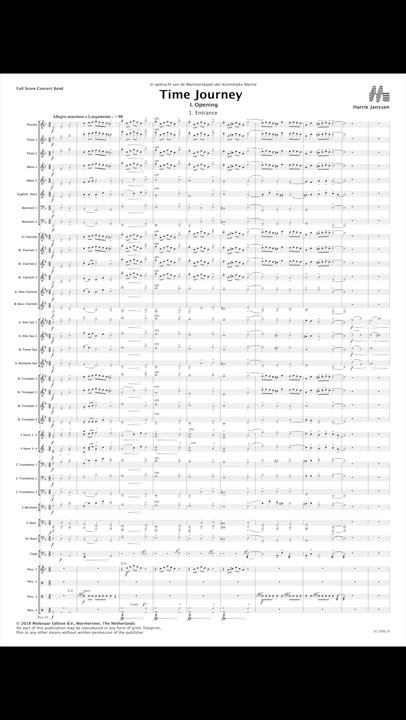 In opdracht van de Marinierskapel der Koninklijke Marine
Full Score Concert Band
Time Journey
I. Opening
Harrie Janssen
1. Entrance
Allegro maestoso e Largamente ♩ = 88
Piccolo
Flute 1
Flute 2
Oboe 1
Oboe 2
English Horn
Bassoon 1
Bassoon 2
E♭ Clarinet
B♭ Clarinet 1
B♭ Clarinet 2
B♭ Clarinet 3
E♭ Alto Clarinet
B♭ Bass Clarinet
E♭ Alto Sax 1
E♭ Alto Sax 2
B♭ Tenor Sax
E♭ Baritone Sax
B♭ Trumpet 1
B♭ Trumpet 2
B♭ Trumpet 3
B♭ Trumpet 4
F Horn 1-2
F Horn 3-4
C Trombone 1
C Trombone 2
C Trombone 3
C Baritone
C Bass
Str. Bass
Timp.
Perc. 1
Perc. 2
Perc. 3
Perc. 4
© 2018 Molenaar Edition B.V., Wormerveer, The Netherlands
No part of this publication may be reproduced in any form of print, fotoprint,
film or any other means without written permission of the publisher